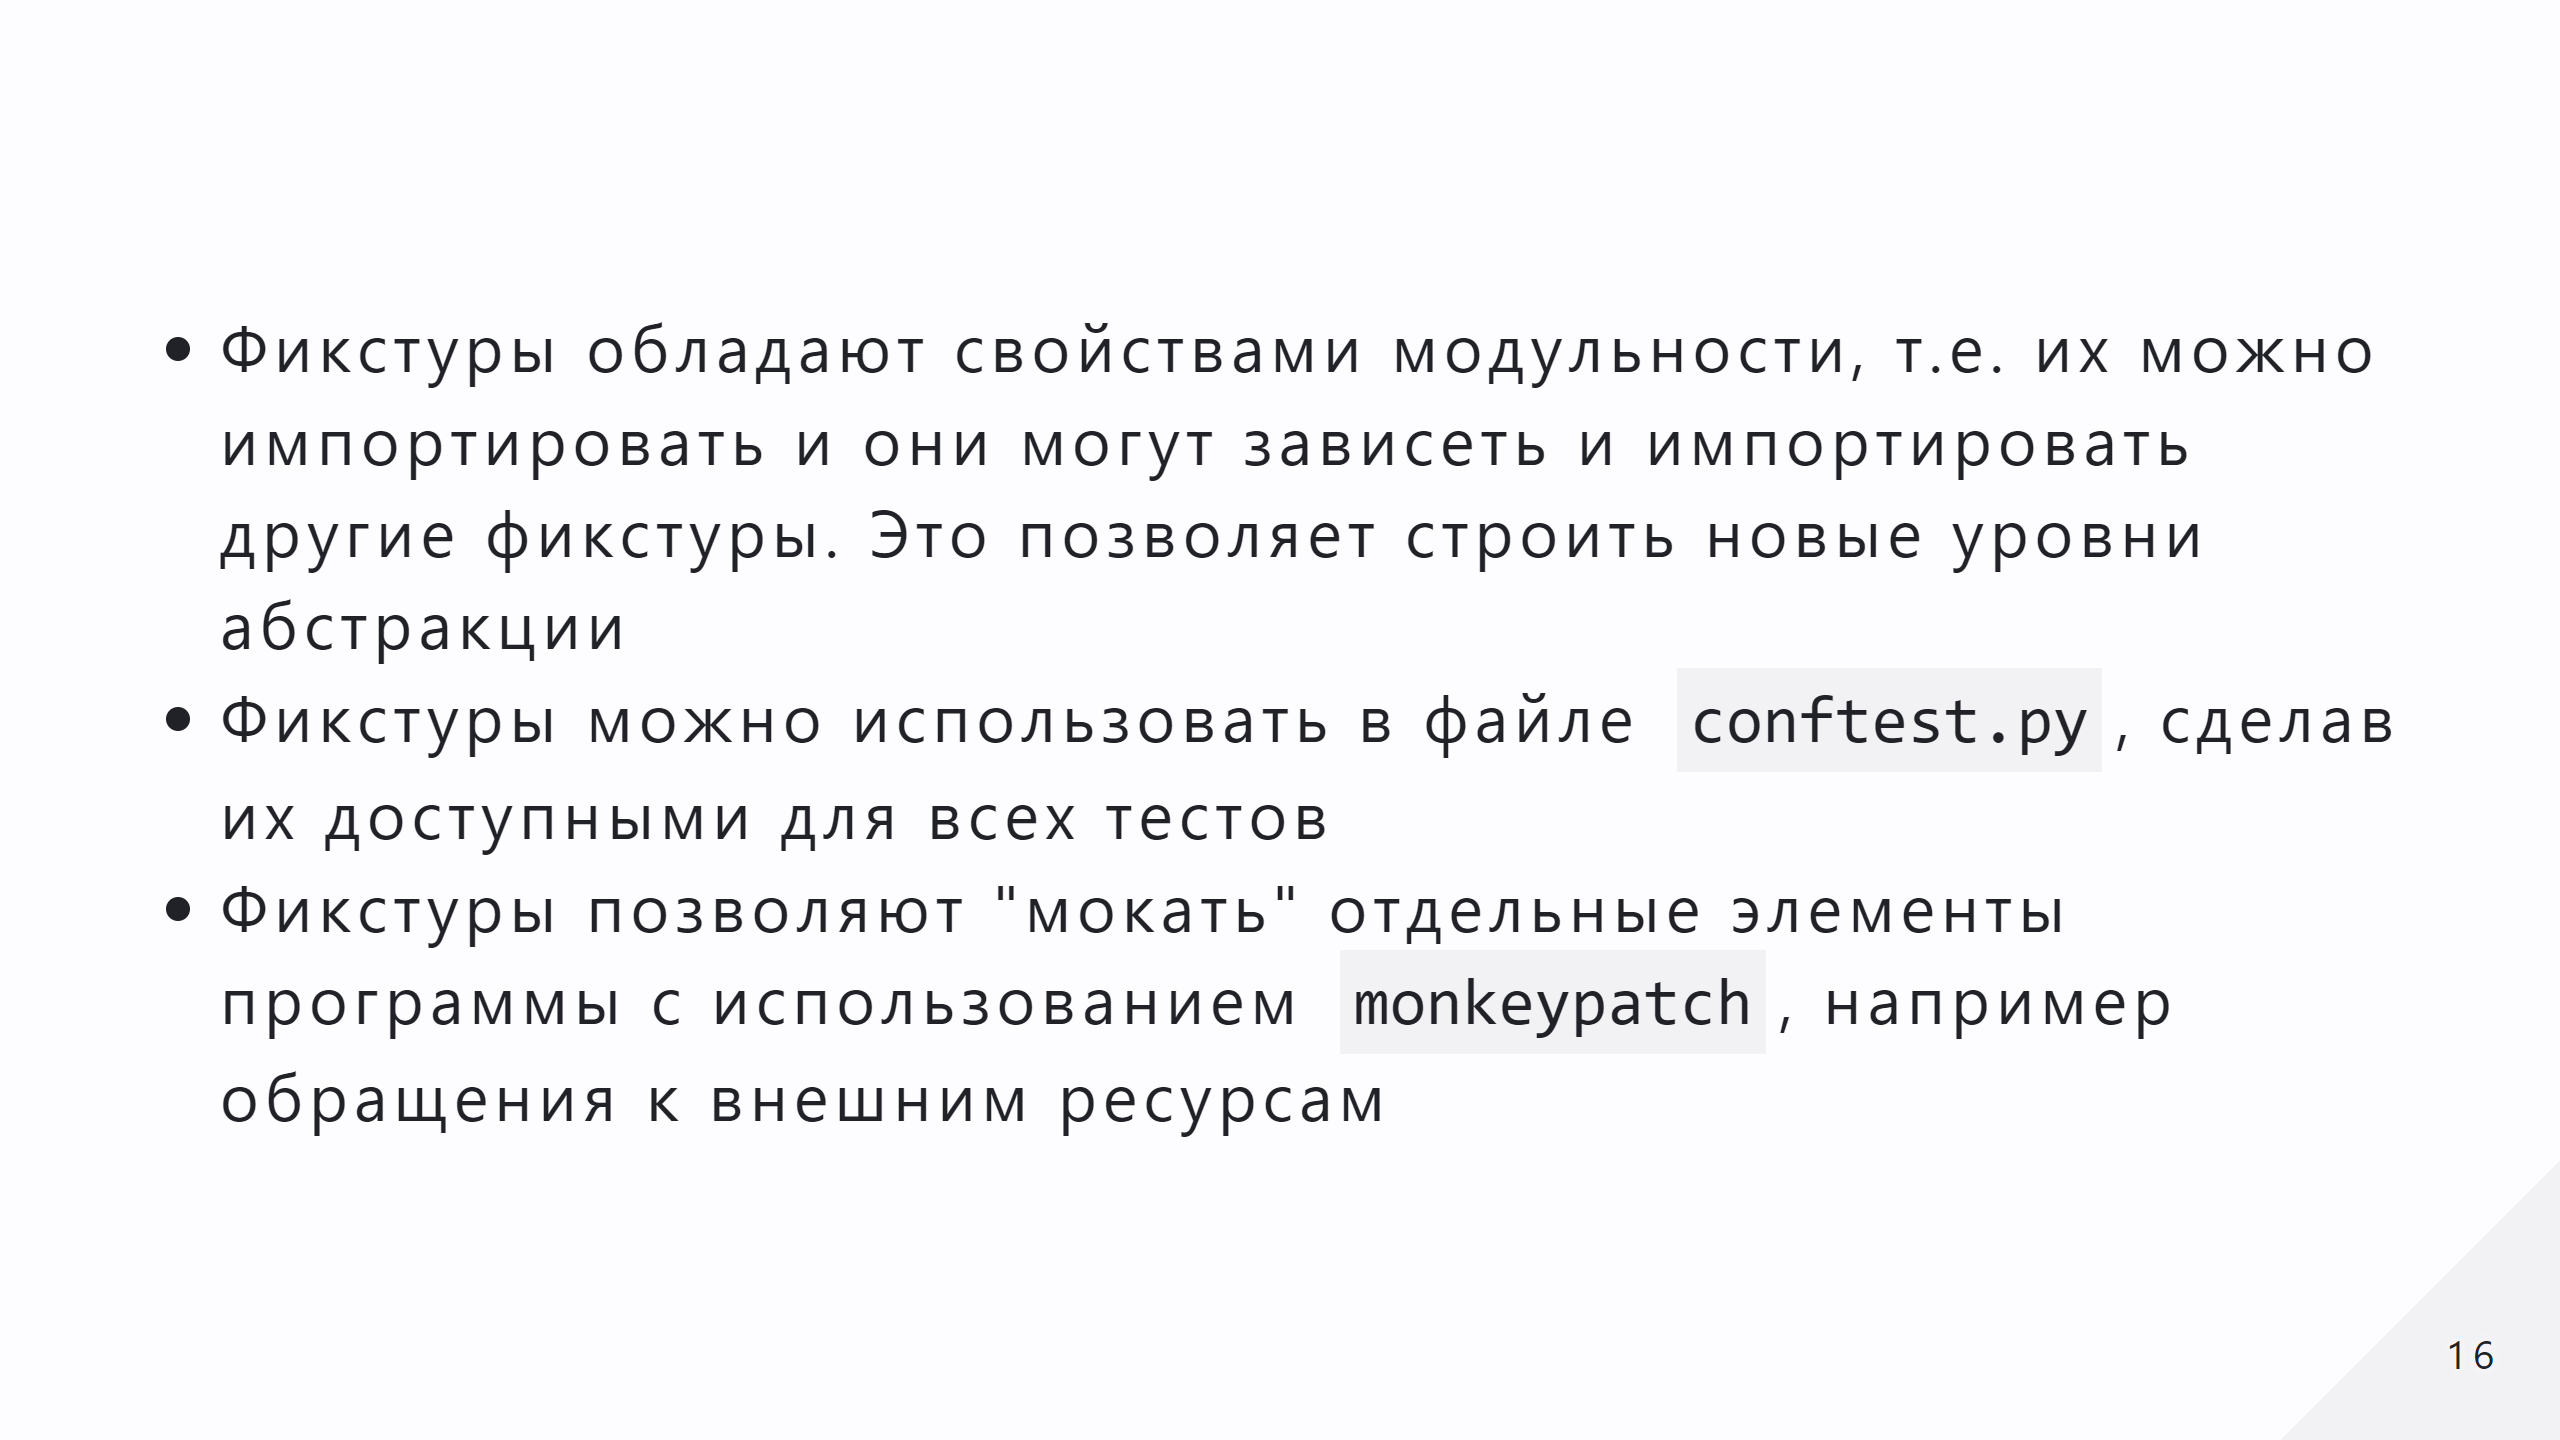 • Фикстуры обладают свойствами модульности, т.е. их можно
импортировать и они могут зависеть и импортировать
другие фикстуры. Это позволяет строить новые уровни
абстракции
• Фикстуры можно использовать в файле conftest.py, сделав
их доступными для всех тестов
• Фикстуры позволяют "мокать" отдельные элементы
программы с использованием monkeypatch, например
обращения к внешним ресурсам
16